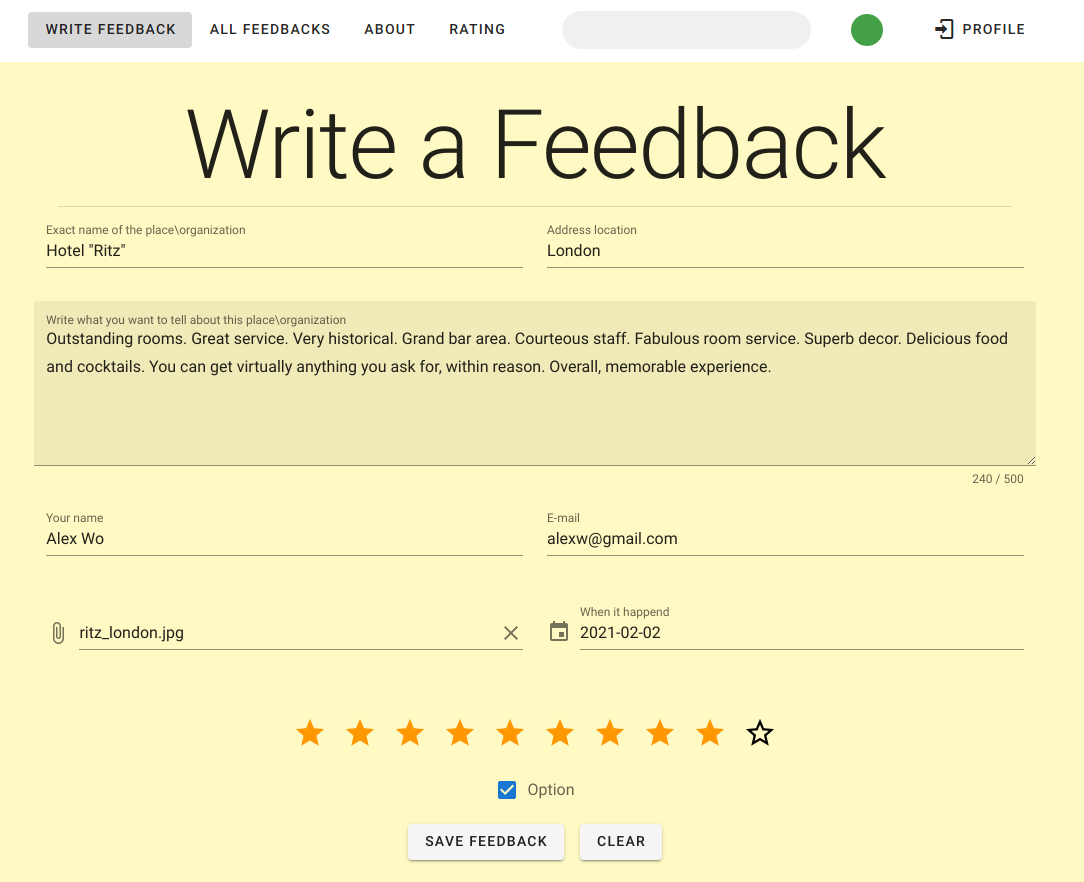 WRITE FEEDBACK ALL FEEDBACKS ABOUT RATING PROFILE
Write a Feedback
Exact name of the place\organization
Hotel "Ritz"
Address location
London
Write what you want to tell about this place\organization
Outstanding rooms. Great service. Very historical. Grand bar area. Courteous staff. Fabulous room service. Superb decor. Delicious food
and cocktails. You can get virtually anything you ask for, within reason. Overall, memorable experience.
240 / 500
Your name
Alex Wo
E-mail
alexw@gmail.com
ritz_london.jpg
When it happend
2021-02-02
Option
SAVE FEEDBACK CLEAR